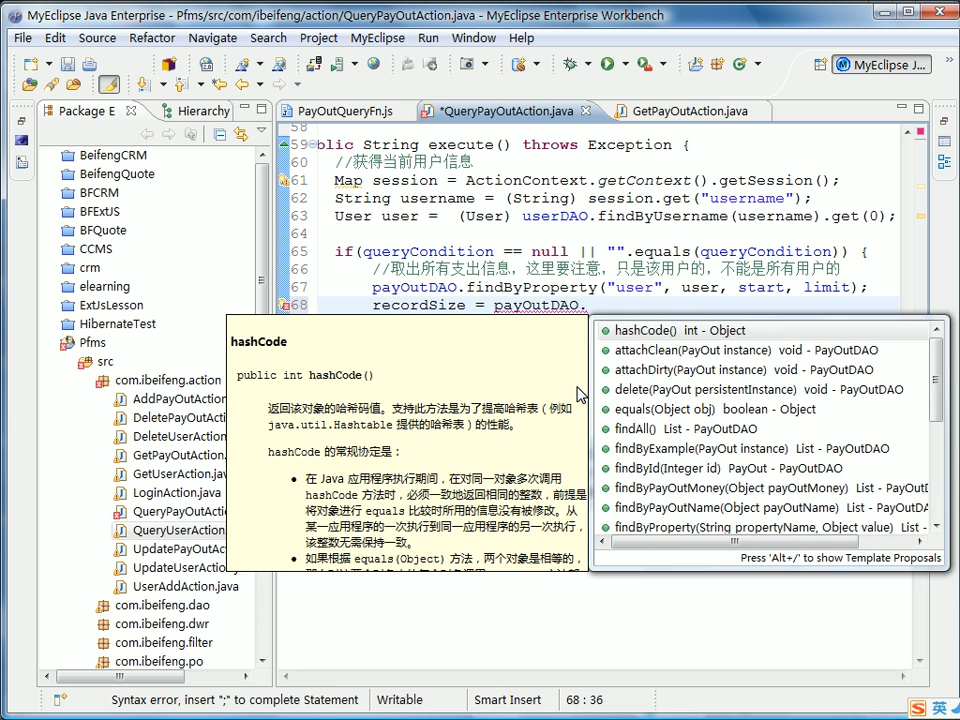 MyEclipse Java Enterprise - Pfms/src/com/ibeifeng/action/QueryPayOutAction.java - MyEclipse Enterprise Workbench
File Edit Source Refactor Navigate Search Project MyEclipse Run Window Help
MyEclipse J...
Package E
Hierarchy
PayOutQueryFn.js
*QueryPayOutAction.java
GetPayOutAction.java
BeifengCRM
BeifengQuote
BFCRM
BFExtJS
BFQuote
CCMS
crm
elearning
ExtJsLesson
HibernateTest
Pfms
src
com.ibeifeng.action
AddPayOutAction
DeletePayOutActi
DeleteUserAction
GetPayOutAction.
GetUserAction.jav
LoginAction.java
QueryPayOutActi
QueryUserAction
UpdatePayOutAc
UpdateUserActio
UserAddAction.java
com.ibeifeng.dao
com.ibeifeng.dwr
com.ibeifeng.filter
com.ibeifeng.po
58
59 blic String execute() throws Exception {
60 //获得当前用户信息
61 Map session = ActionContext.getContext().getSession();
62 String username = (String) session.get("username");
63 User user = (User) userDAO.findByUsername(username).get(0);
64
65 if(queryCondition == null || "".equals(queryCondition)) {
66 //取出所有支出信息，这里要注意，只是该用户的，不能是所有用户的
67 payOutDAO.findByProperty("user", user, start, limit);
68 recordSize = payOutDAO.
hashCode
public int hashCode()
返回该对象的哈希码值。支持此方法是为了提高哈希表（例如
java.util.Hashtable 提供的哈希表）的性能。
hashCode 的常规协定是：
● 在 Java 应用程序执行期间，在对同一对象多次调用
hashCode 方法时，必须一致地返回相同的整数，前提是
将对象进行 equals 比较时所用的信息没有被修改。从
某一应用程序的一次执行到同一应用程序的另一次执行，
该整数无需保持一致。
● 如果根据 equals(Object) 方法，两个对象是相等的，
hashCode() int - Object
attachClean(PayOut instance) void - PayOutDAO
attachDirty(PayOut instance) void - PayOutDAO
delete(PayOut persistentInstance) void - PayOutDAO
equals(Object obj) boolean - Object
findAll() List - PayOutDAO
findByExample(PayOut instance) List - PayOutDAO
findById(Integer id) PayOut - PayOutDAO
findByPayOutMoney(Object payOutMoney) List - PayOutD
findByPayOutName(Object payOutName) List - PayOutDA
findByProperty(String propertyName, Object value) List -
Press 'Alt+/' to show Template Proposals
Syntax error, insert ";" to complete Statement
Writable
Smart Insert
68 : 36
S 英